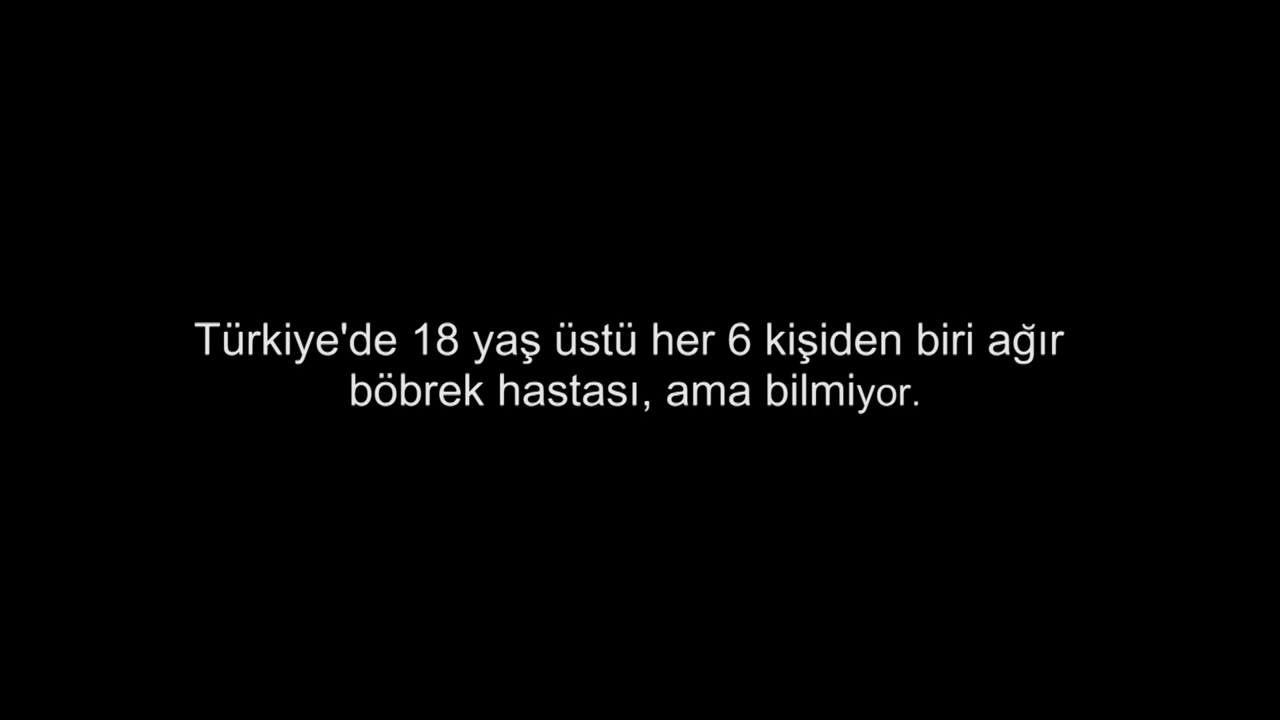 Türkiye'de 18 yaş üstü her 6 kişiden biri ağır
böbrek hastası, ama bilmiyor.